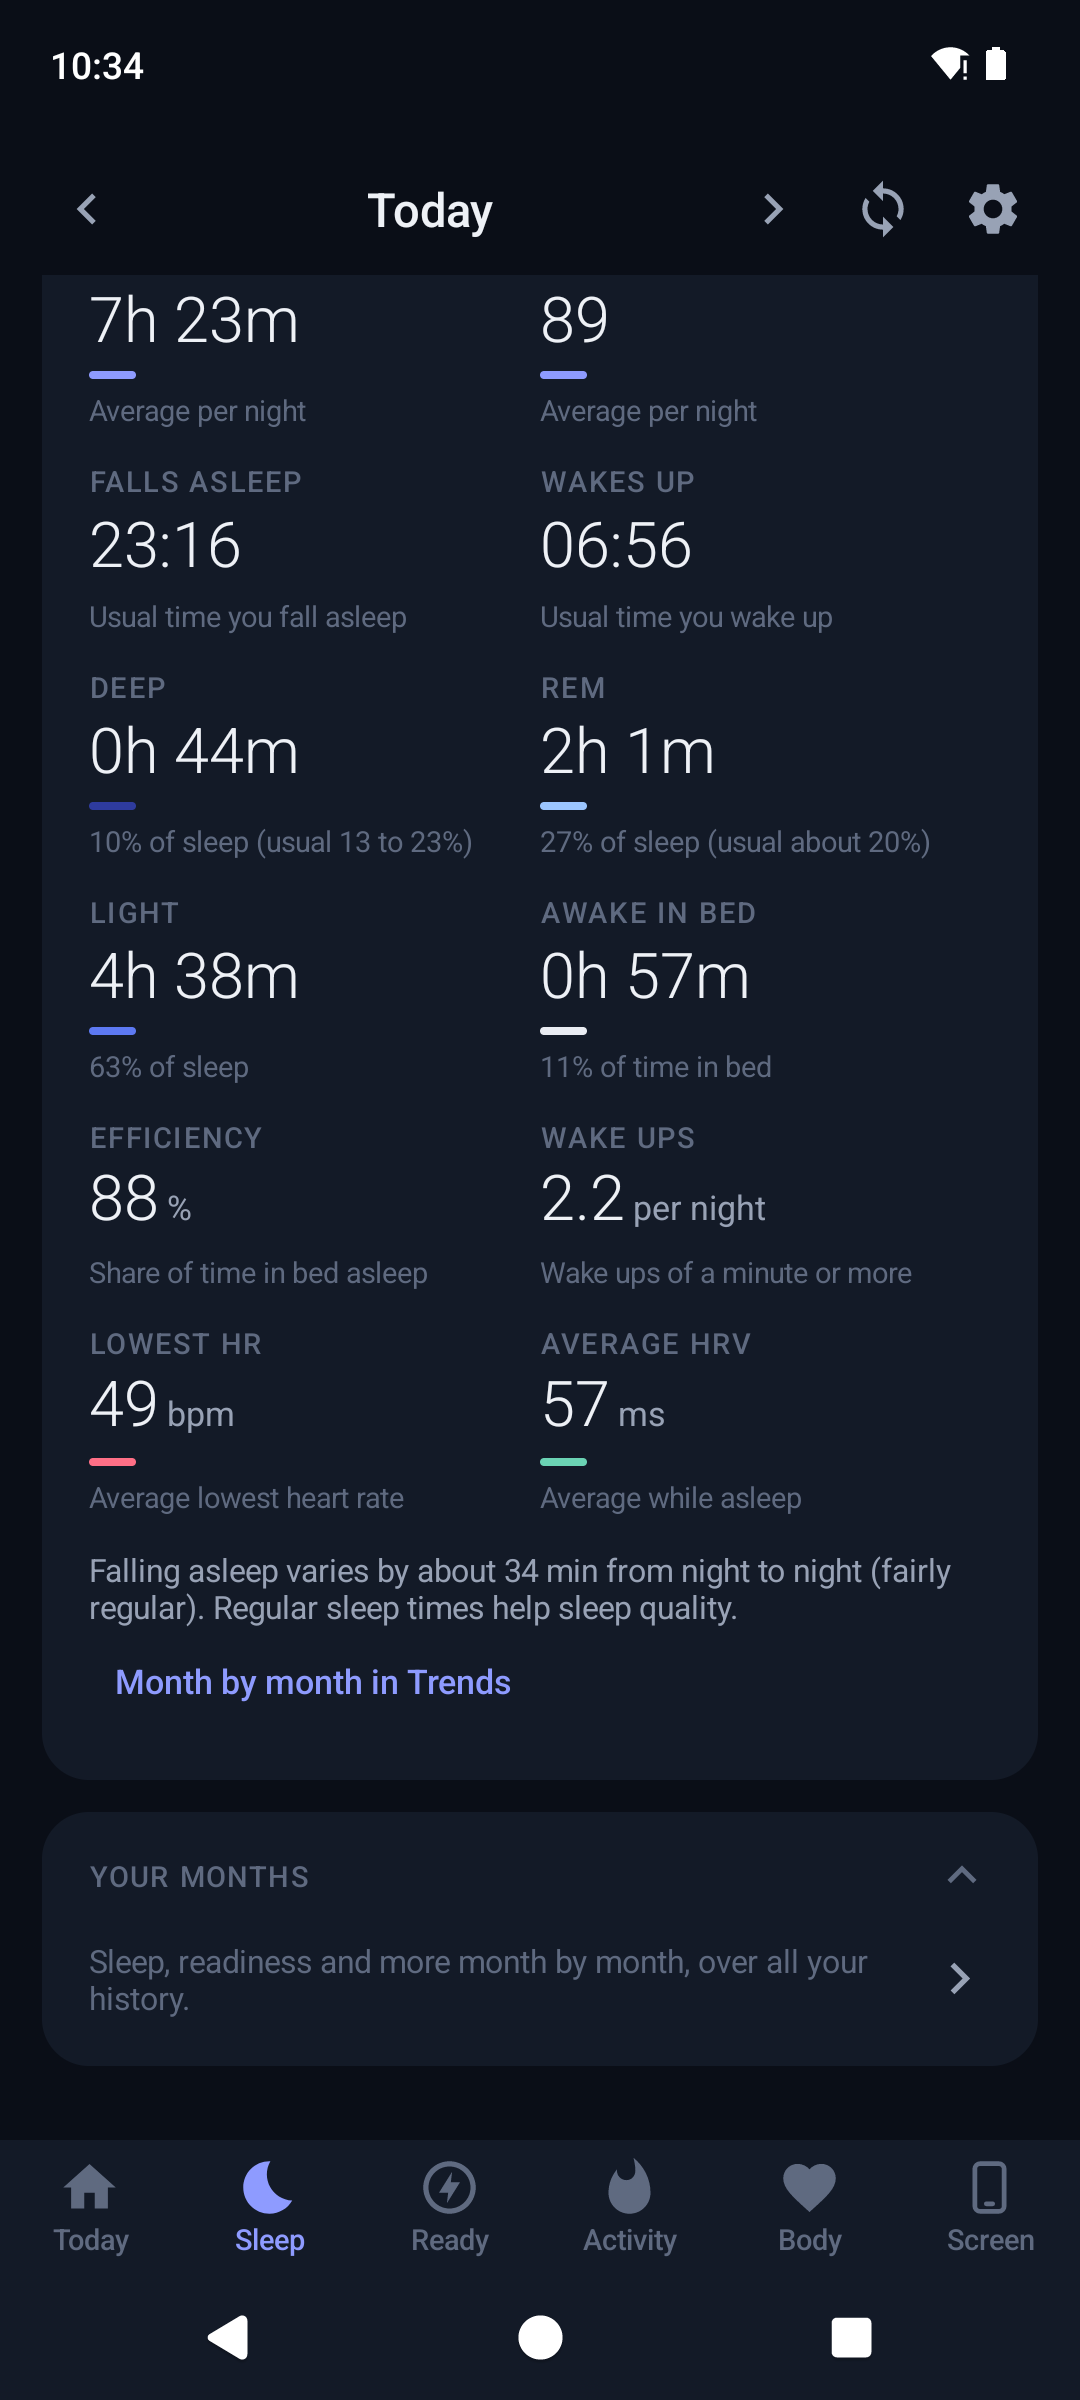 10:34
Today
7h 23m
89
Average per night
Average per night
FALLS ASLEEP
WAKES UP
23:16
06:56
Usual time you fall asleep
Usual time you wake up
DEEP
REM
0h 44m
2h 1m
10% of sleep (usual 13 to 23%)
27% of sleep (usual about 20%)
LIGHT
AWAKE IN BED
4h 38m
0h 57m
63% of sleep
11% of time in bed
EFFICIENCY
WAKE UPS
88 %
2.2 per night
Share of time in bed asleep
Wake ups of a minute or more
LOWEST HR
AVERAGE HRV
49 bpm
57 ms
Average lowest heart rate
Average while asleep
Falling asleep varies by about 34 min from night to night (fairly
regular). Regular sleep times help sleep quality.
Month by month in Trends
YOUR MONTHS
Sleep, readiness and more month by month, over all your
history.
Today
Sleep
Ready
Activity
Body
Screen